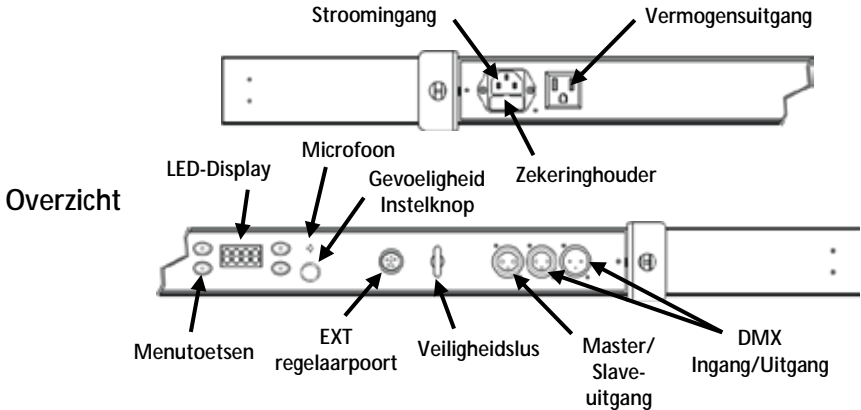 Stroomingang
Vermogensuitgang
Zekeringhouder
Overzicht
LED-Display
Microfoon
Gevoeligheid
Instelknop
Menutoetsen
EXT
regelaarpoort
Veiligheidslus
Master/
Slave-
uitgang
DMX
Ingang/Uitgang